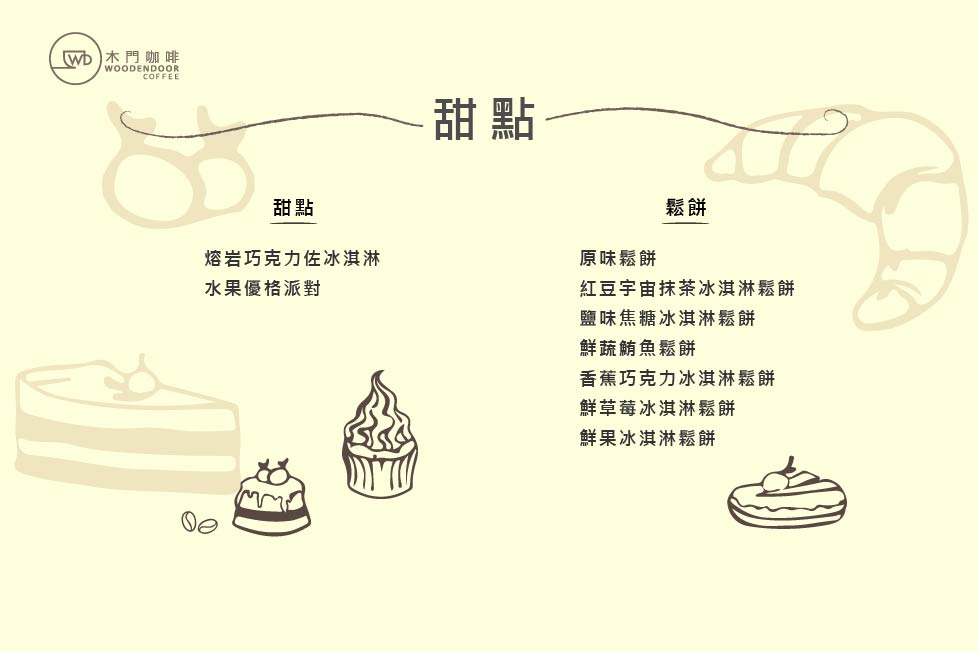 WD
木門咖啡
WOODENDOOR
COFFEE
甜點
甜點
熔岩巧克力佐冰淇淋
水果優格派對
鬆餅
原味鬆餅
紅豆宇宙抹茶冰淇淋鬆餅
鹽味焦糖冰淇淋鬆餅
鮮蔬鮪魚鬆餅
香蕉巧克力冰淇淋鬆餅
鮮草莓冰淇淋鬆餅
鮮果冰淇淋鬆餅